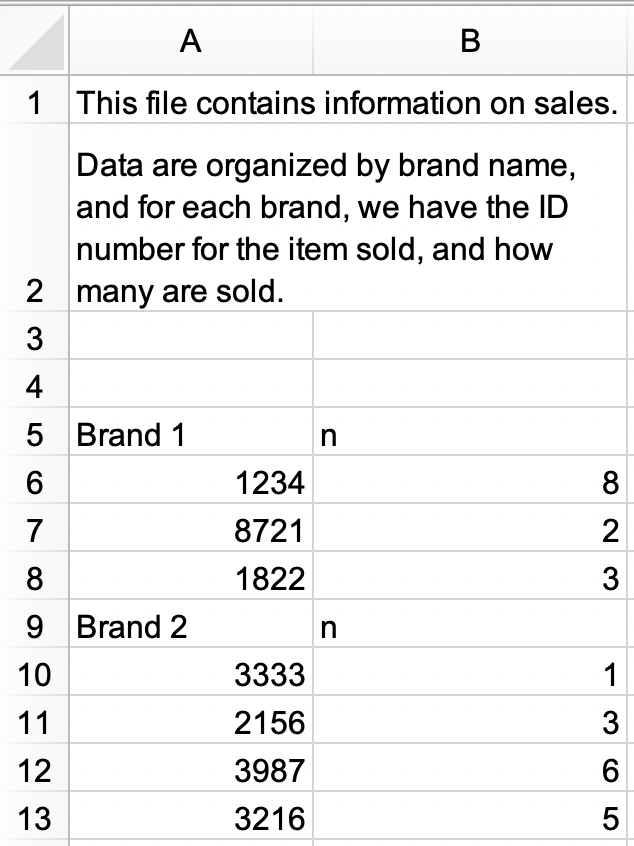 A B
1 This file contains information on sales.
Data are organized by brand name,
and for each brand, we have the ID
number for the item sold, and how
2 many are sold.
3
4
5 Brand 1 n
6 1234 8
7 8721 2
8 1822 3
9 Brand 2 n
10 3333 1
11 2156 3
12 3987 6
13 3216 5